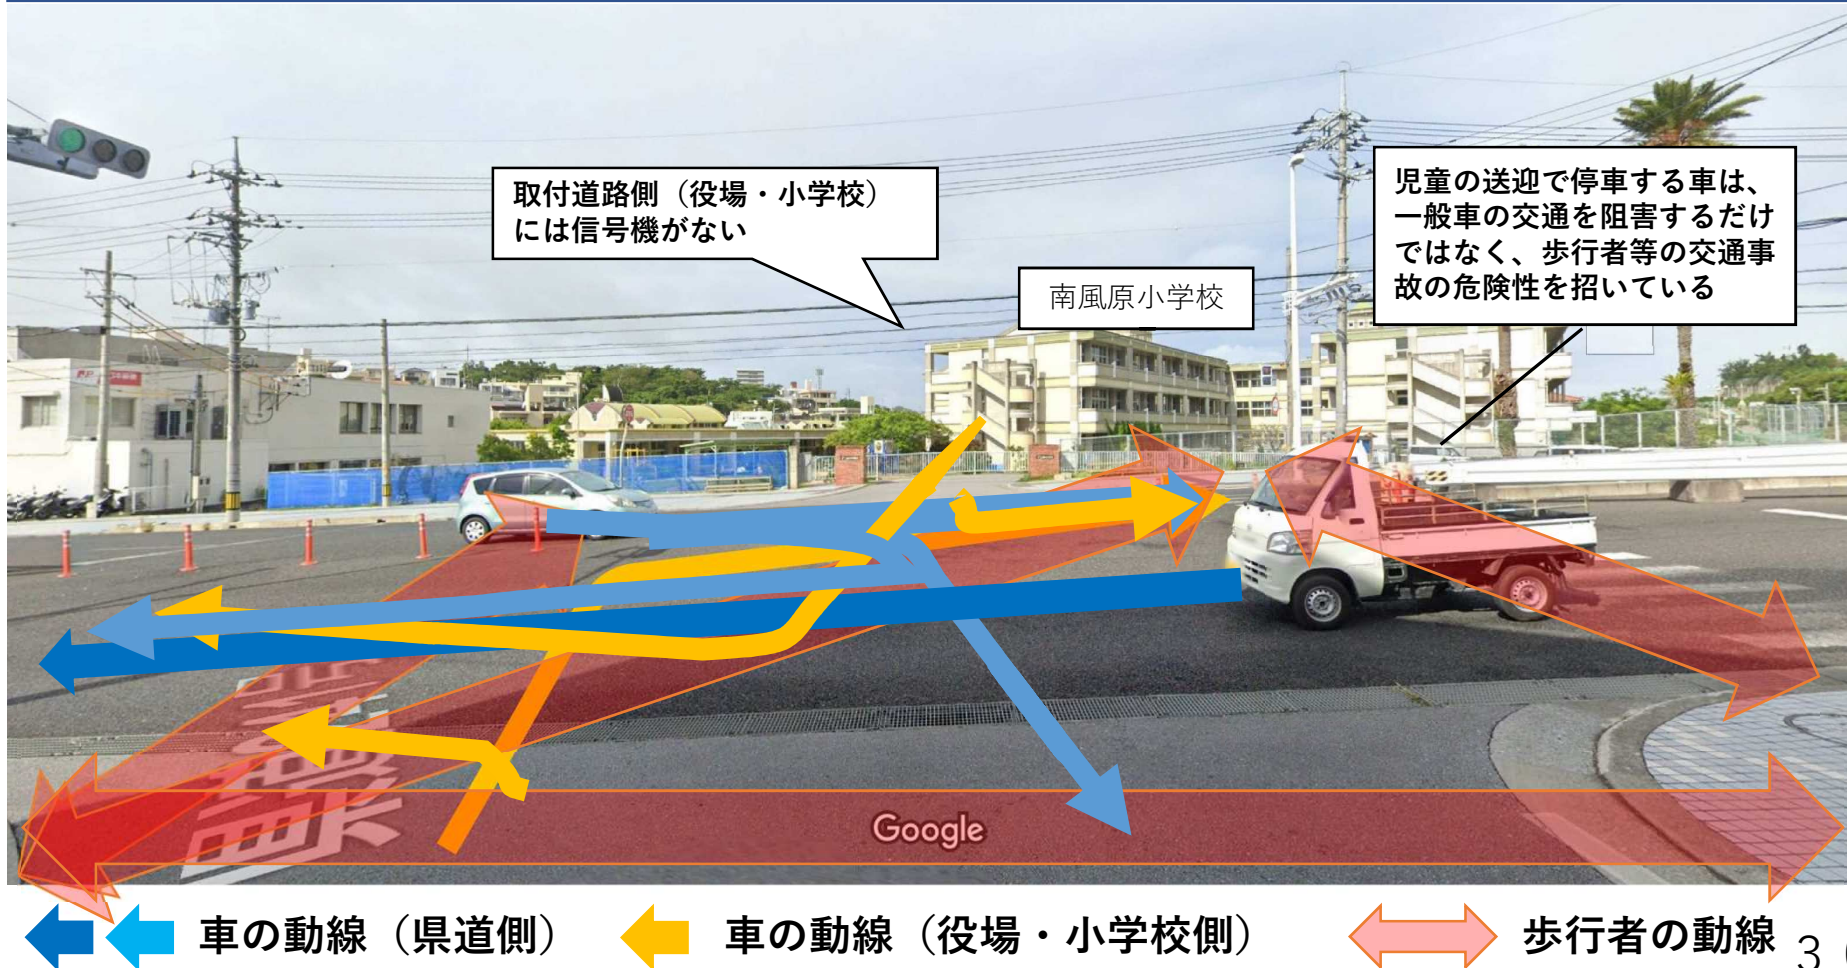 取付道路側（役場・小学校）
には信号機がない
南風原小学校
児童の送迎で停車する車は、
一般車の交通を阻害するだけ
ではなく、歩行者等の交通事
故の危険性を招いている
Google
車の動線（県道側）
車の動線（役場・小学校側）
歩行者の動線
3